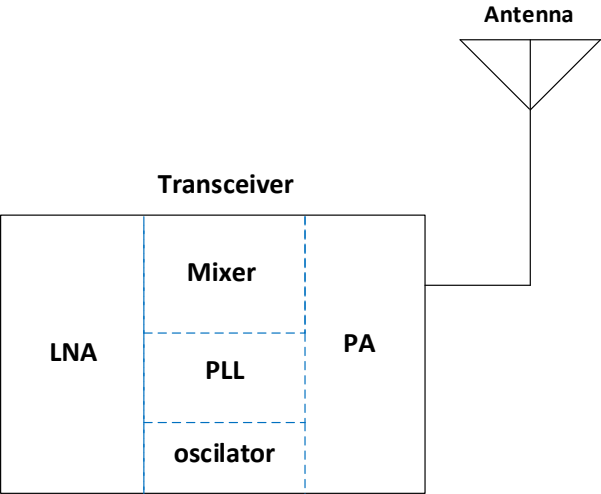 Antenna
Transceiver
Mixer
LNA
PA
PLL
oscilator